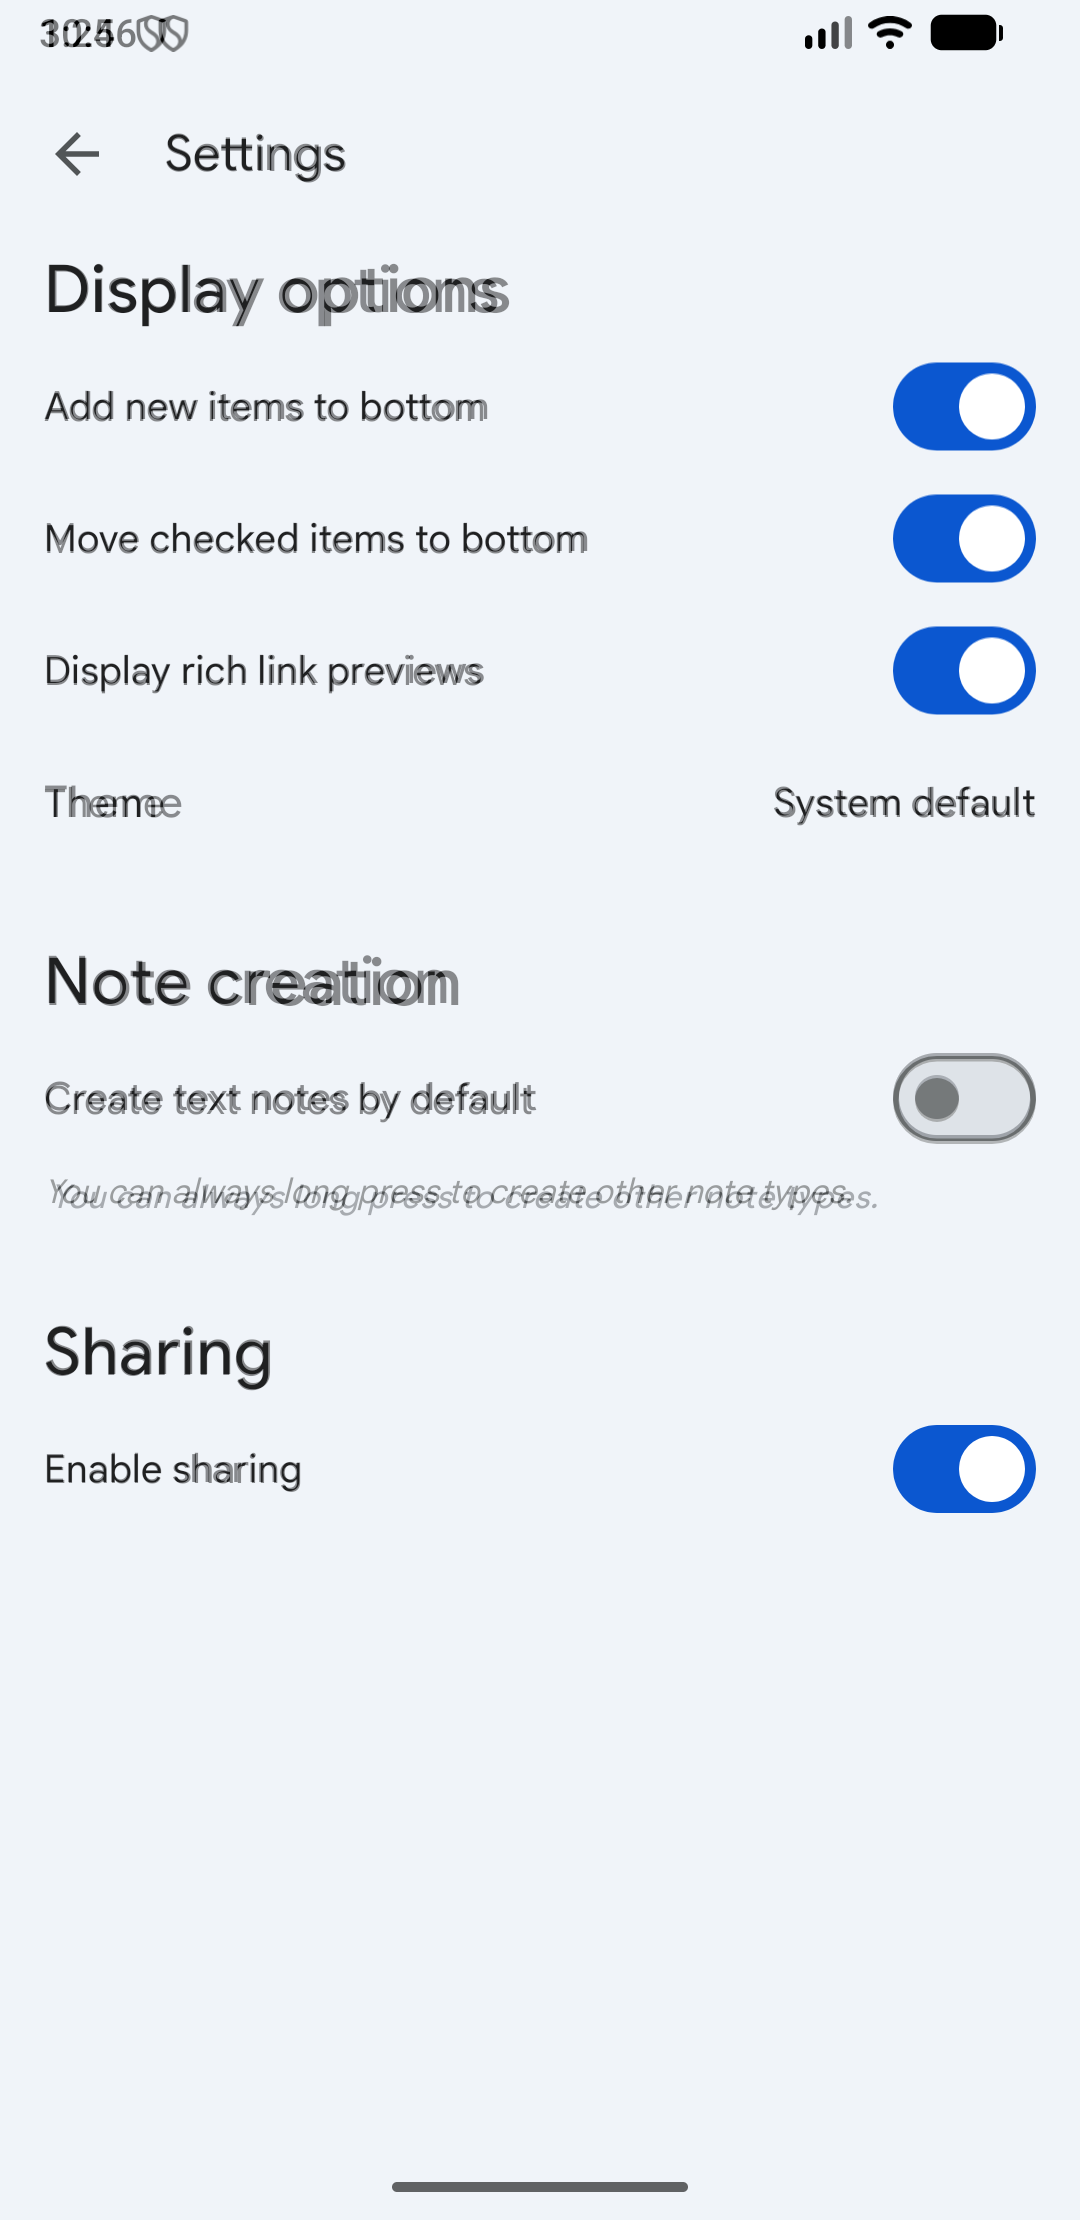 Settings
Display options
Add new items to bottom
Move checked items to bottom
Display rich link previews
Theme
System default
Note creation
Create text notes by default
You can always long press to create other note types.
Sharing
Enable sharing